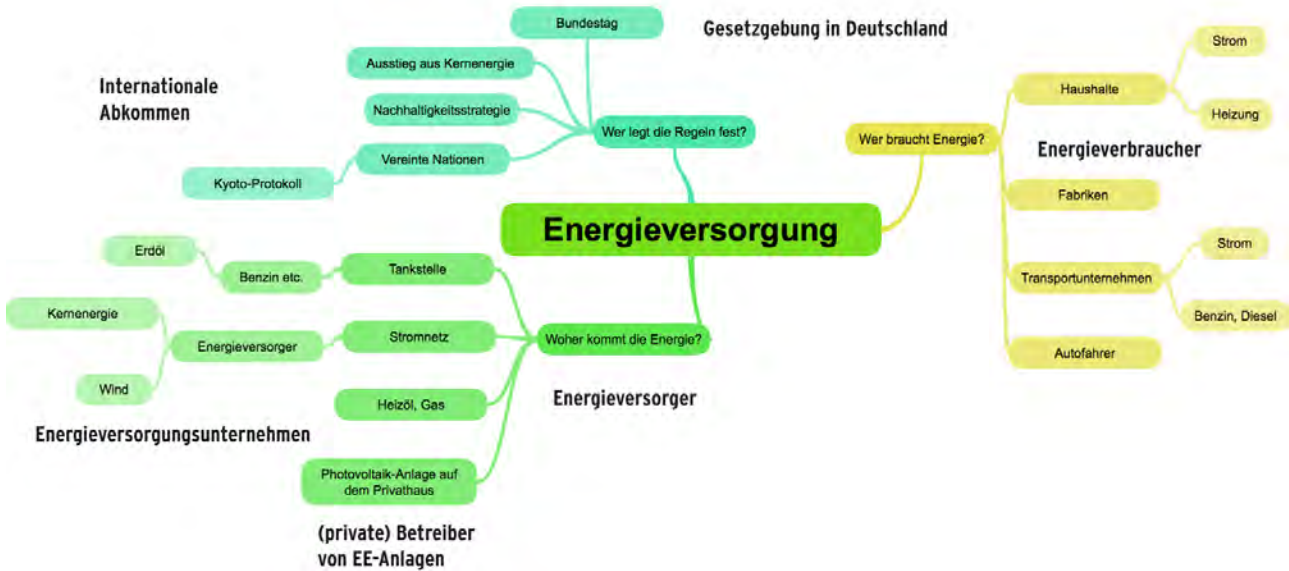 Bundestag
Gesetzgebung in Deutschland
Ausstieg aus Kernenergie
Internationale
Abkommen
Nachhaltigkeitsstrategie
Wer legt die Regeln fest?
Vereinte Nationen
Kyoto-Protokoll
Strom
Haushalte
Heizung
Wer braucht Energie?
Energieverbraucher
Fabriken
Energieversorgung
Strom
Transportunternehmen
Benzin, Diesel
Autofahrer
Erdöl
Benzin etc.
Tankstelle
Kernenergie
Energieversorger
Stromnetz
Woher kommt die Energie?
Wind
Heizöl, Gas
Energieversorger
Energieversorgungsunternehmen
Photovoltaik-Anlage auf
dem Privathaus
(private) Betreiber
von EE-Anlagen